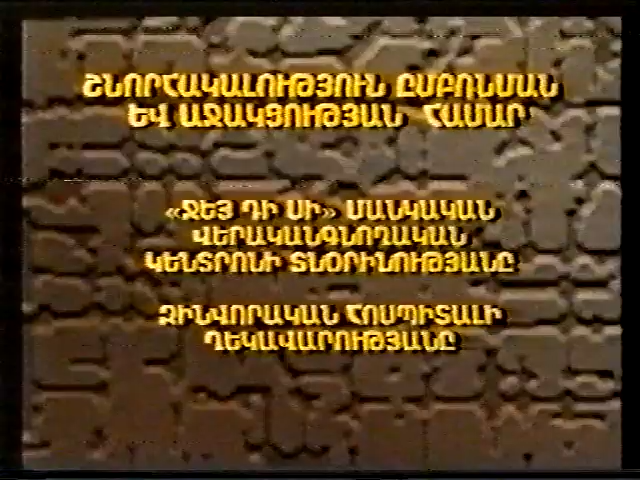 ՇՆՈՐՀԱԿԱԼՈՒԹՅՈՒՆ ԸՄԲՌՆՄԱՆ
ԵՎ ԱՋԱԿՑՈՒԹՅԱՆ ՀԱՄԱՐ
«ՋԵՅ ԴԻ ՍԻ» ՄԱՆԿԱԿԱՆ
ՎԵՐԱԿԱՆԳՆՈՂԱԿԱՆ
ԿԵՆՏՐՈՆԻ ՏՆՕՐԻՆՈՒԹՅԱՆԸ
ԶԻՆՎՈՐԱԿԱՆ ՀՈՍՊԻՏԱԼԻ
ՂԵԿԱՎԱՐՈՒԹՅԱՆԸ